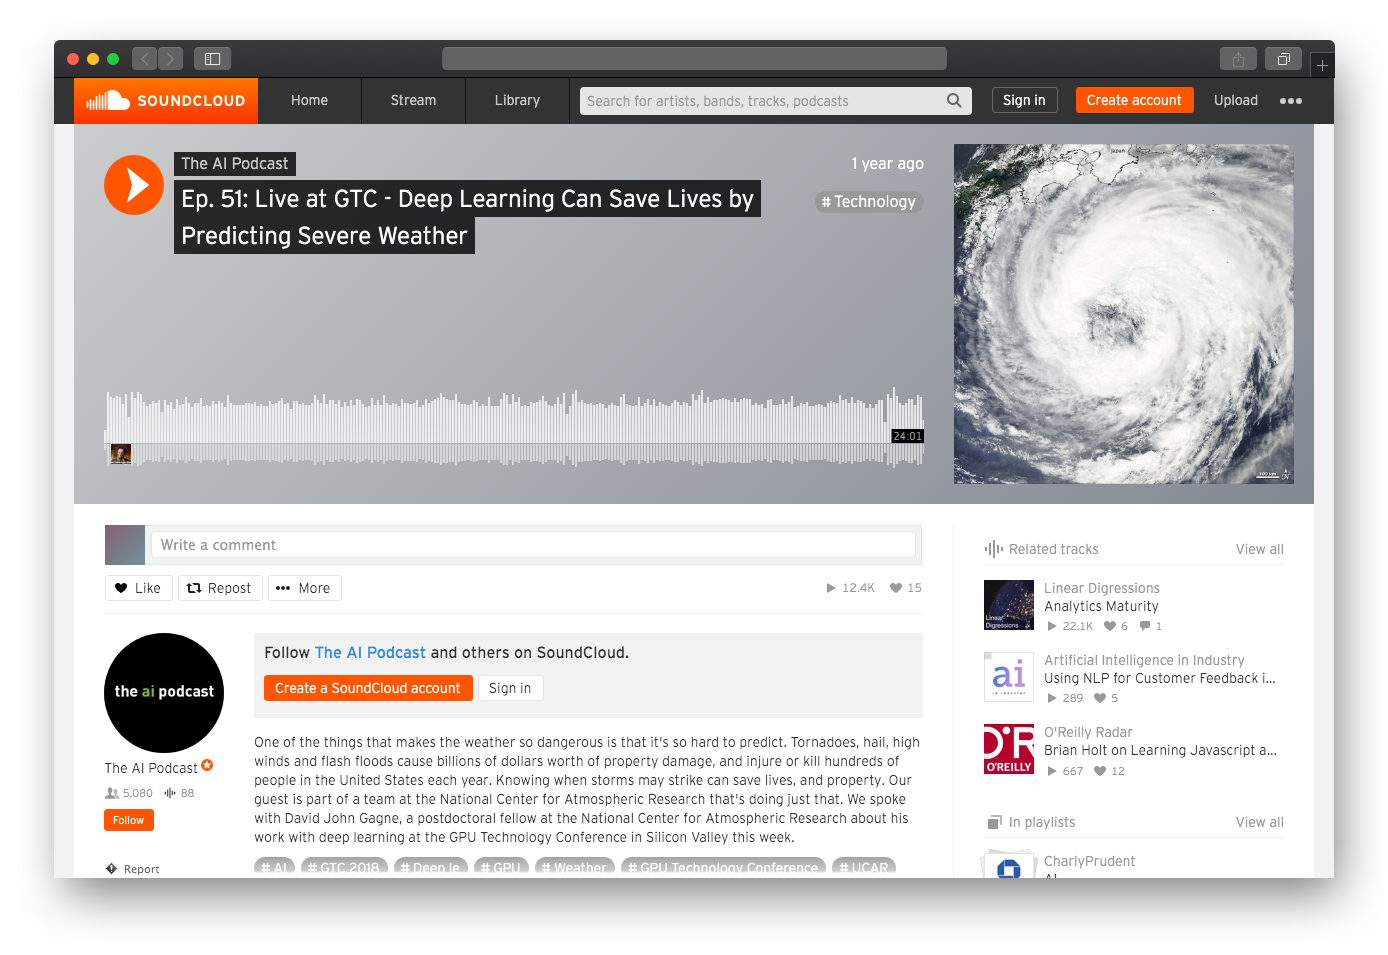 SOUNDCLOUD
Home
Stream
Library
Search for artists, bands, tracks, podcasts
Sign in
Create account
Upload
The AI Podcast
1 year ago
Ep. 51: Live at GTC - Deep Learning Can Save Lives by
Predicting Severe Weather
# Technology
Japan
24:01
100 km
N
Write a comment
Like
Repost
More
12.4K
15
the ai podcast
The AI Podcast
5,080
88
Follow
Report
Follow The AI Podcast and others on SoundCloud.
Create a SoundCloud account
Sign in
One of the things that makes the weather so dangerous is that it's so hard to predict. Tornadoes, hail, high
winds and flash floods cause billions of dollars worth of property damage, and injure or kill hundreds of
people in the United States each year. Knowing when storms may strike can save lives, and property. Our
guest is part of a team at the National Center for Atmospheric Research that's doing just that. We spoke
with David John Gagne, a postdoctoral fellow at the National Center for Atmospheric Research about his
work with deep learning at the GPU Technology Conference in Silicon Valley this week.
# AI
# GTC 2018
# Deep le
# GPU
# Weather
# GPU Technology Conference
# UCAR
Related tracks
View all
Linear
Digressions
Linear Digressions
Analytics Maturity
22.1K
6
1
ai
IN INDUSTRY
Artificial Intelligence in Industry
Using NLP for Customer Feedback i...
289
5
O'R
O'REILLY
O'Reilly Radar
Brian Holt on Learning Javascript a...
667
12
In playlists
View all
CharlyPrudent
AI